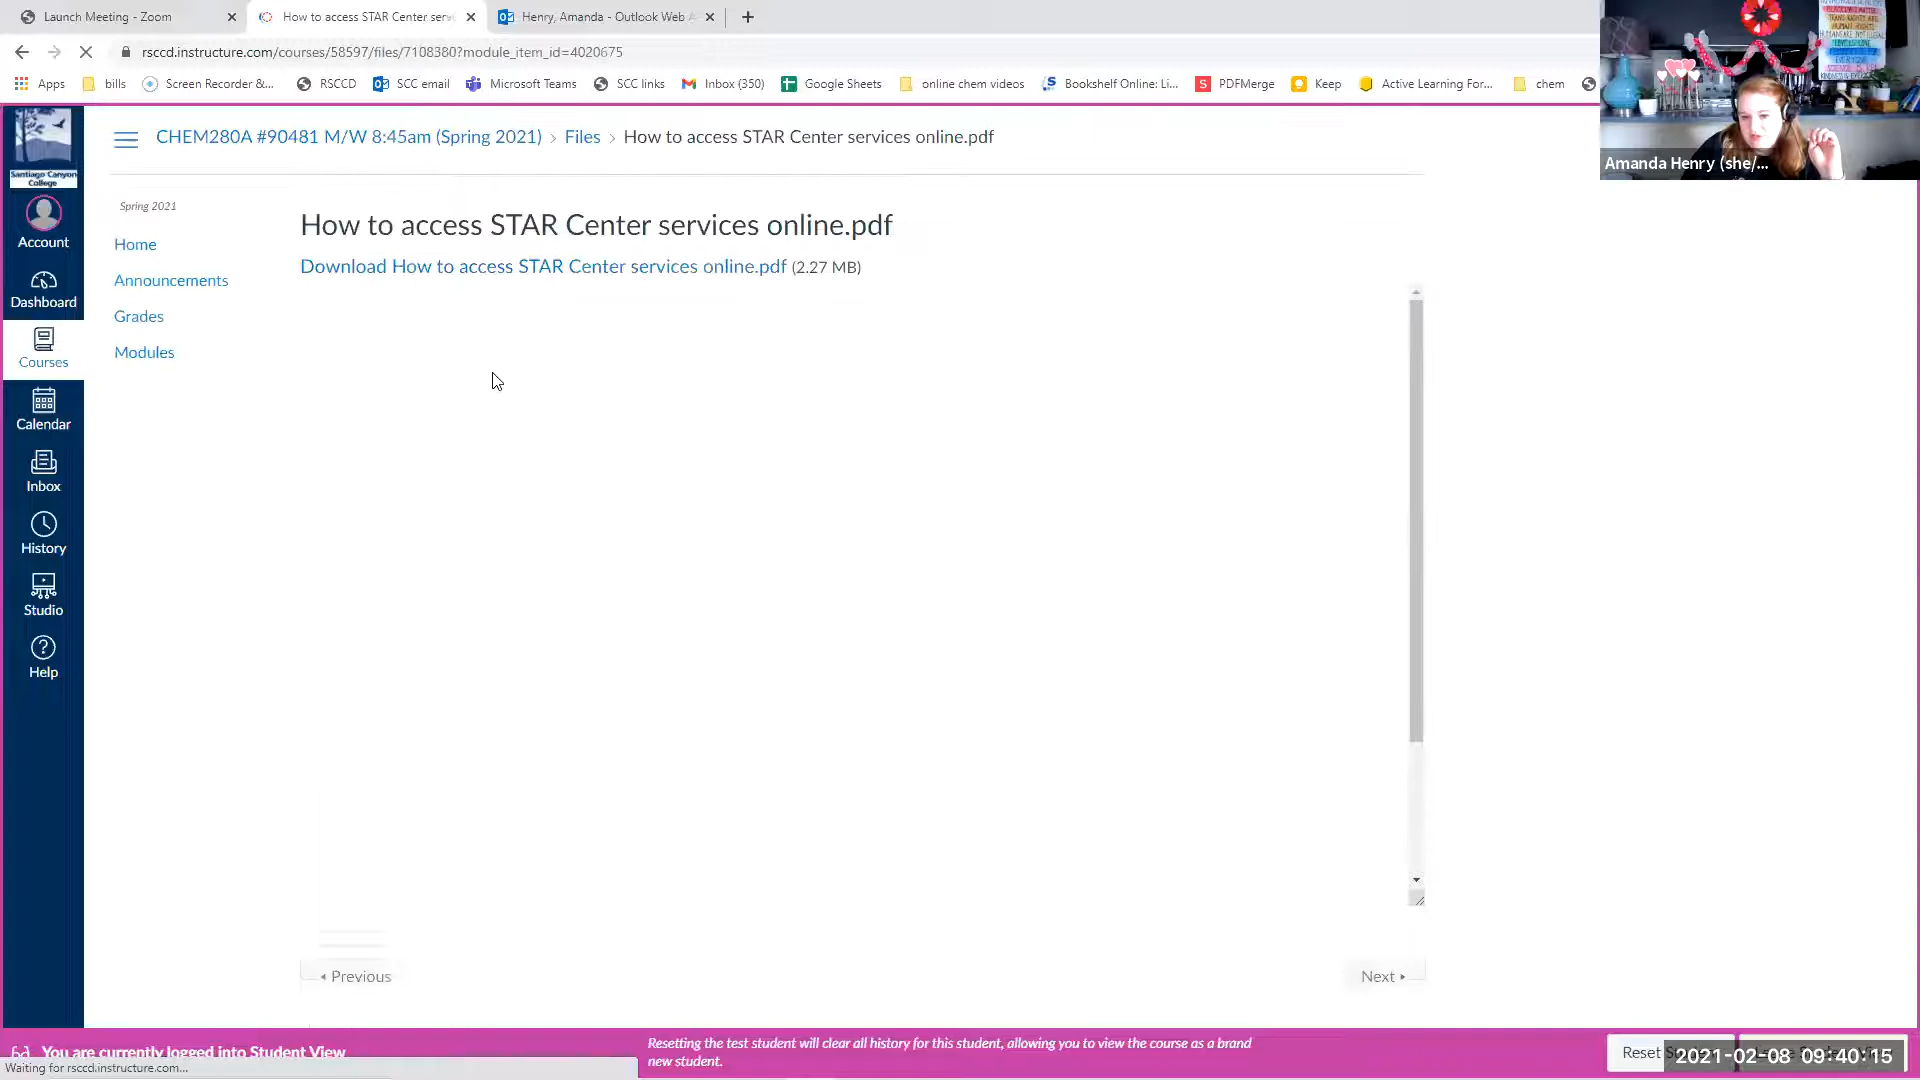 Launch Meeting - Zoom
How to access STAR Center serv
Henry, Amanda - Outlook Web
rsccd.instructure.com/courses/58597/files/7108380?module_item_id=4020675
Apps
bills
Screen Recorder &...
RSCCD
SCC email
Microsoft Teams
SCC links
Inbox (350)
Google Sheets
online chem videos
Bookshelf Online: Li...
PDFMerge
Keep
Active Learning For...
chem
Amanda Henry (she/...
Santiago Canyon
College
Account
Dashboard
Courses
Calendar
Inbox
History
Studio
Help
CHEM280A #90481 M/W 8:45am (Spring 2021) > Files > How to access STAR Center services online.pdf
Spring 2021
Home
Announcements
Grades
Modules
How to access STAR Center services online.pdf
Download How to access STAR Center services online.pdf (2.27 MB)
Previous
Next
You are currently logged into Student View
Resetting the test student will clear all history for this student, allowing you to view the course as a brand
new student.
Reset
2021-02-08 09:40:15
Waiting for rsccd.instructure.com...